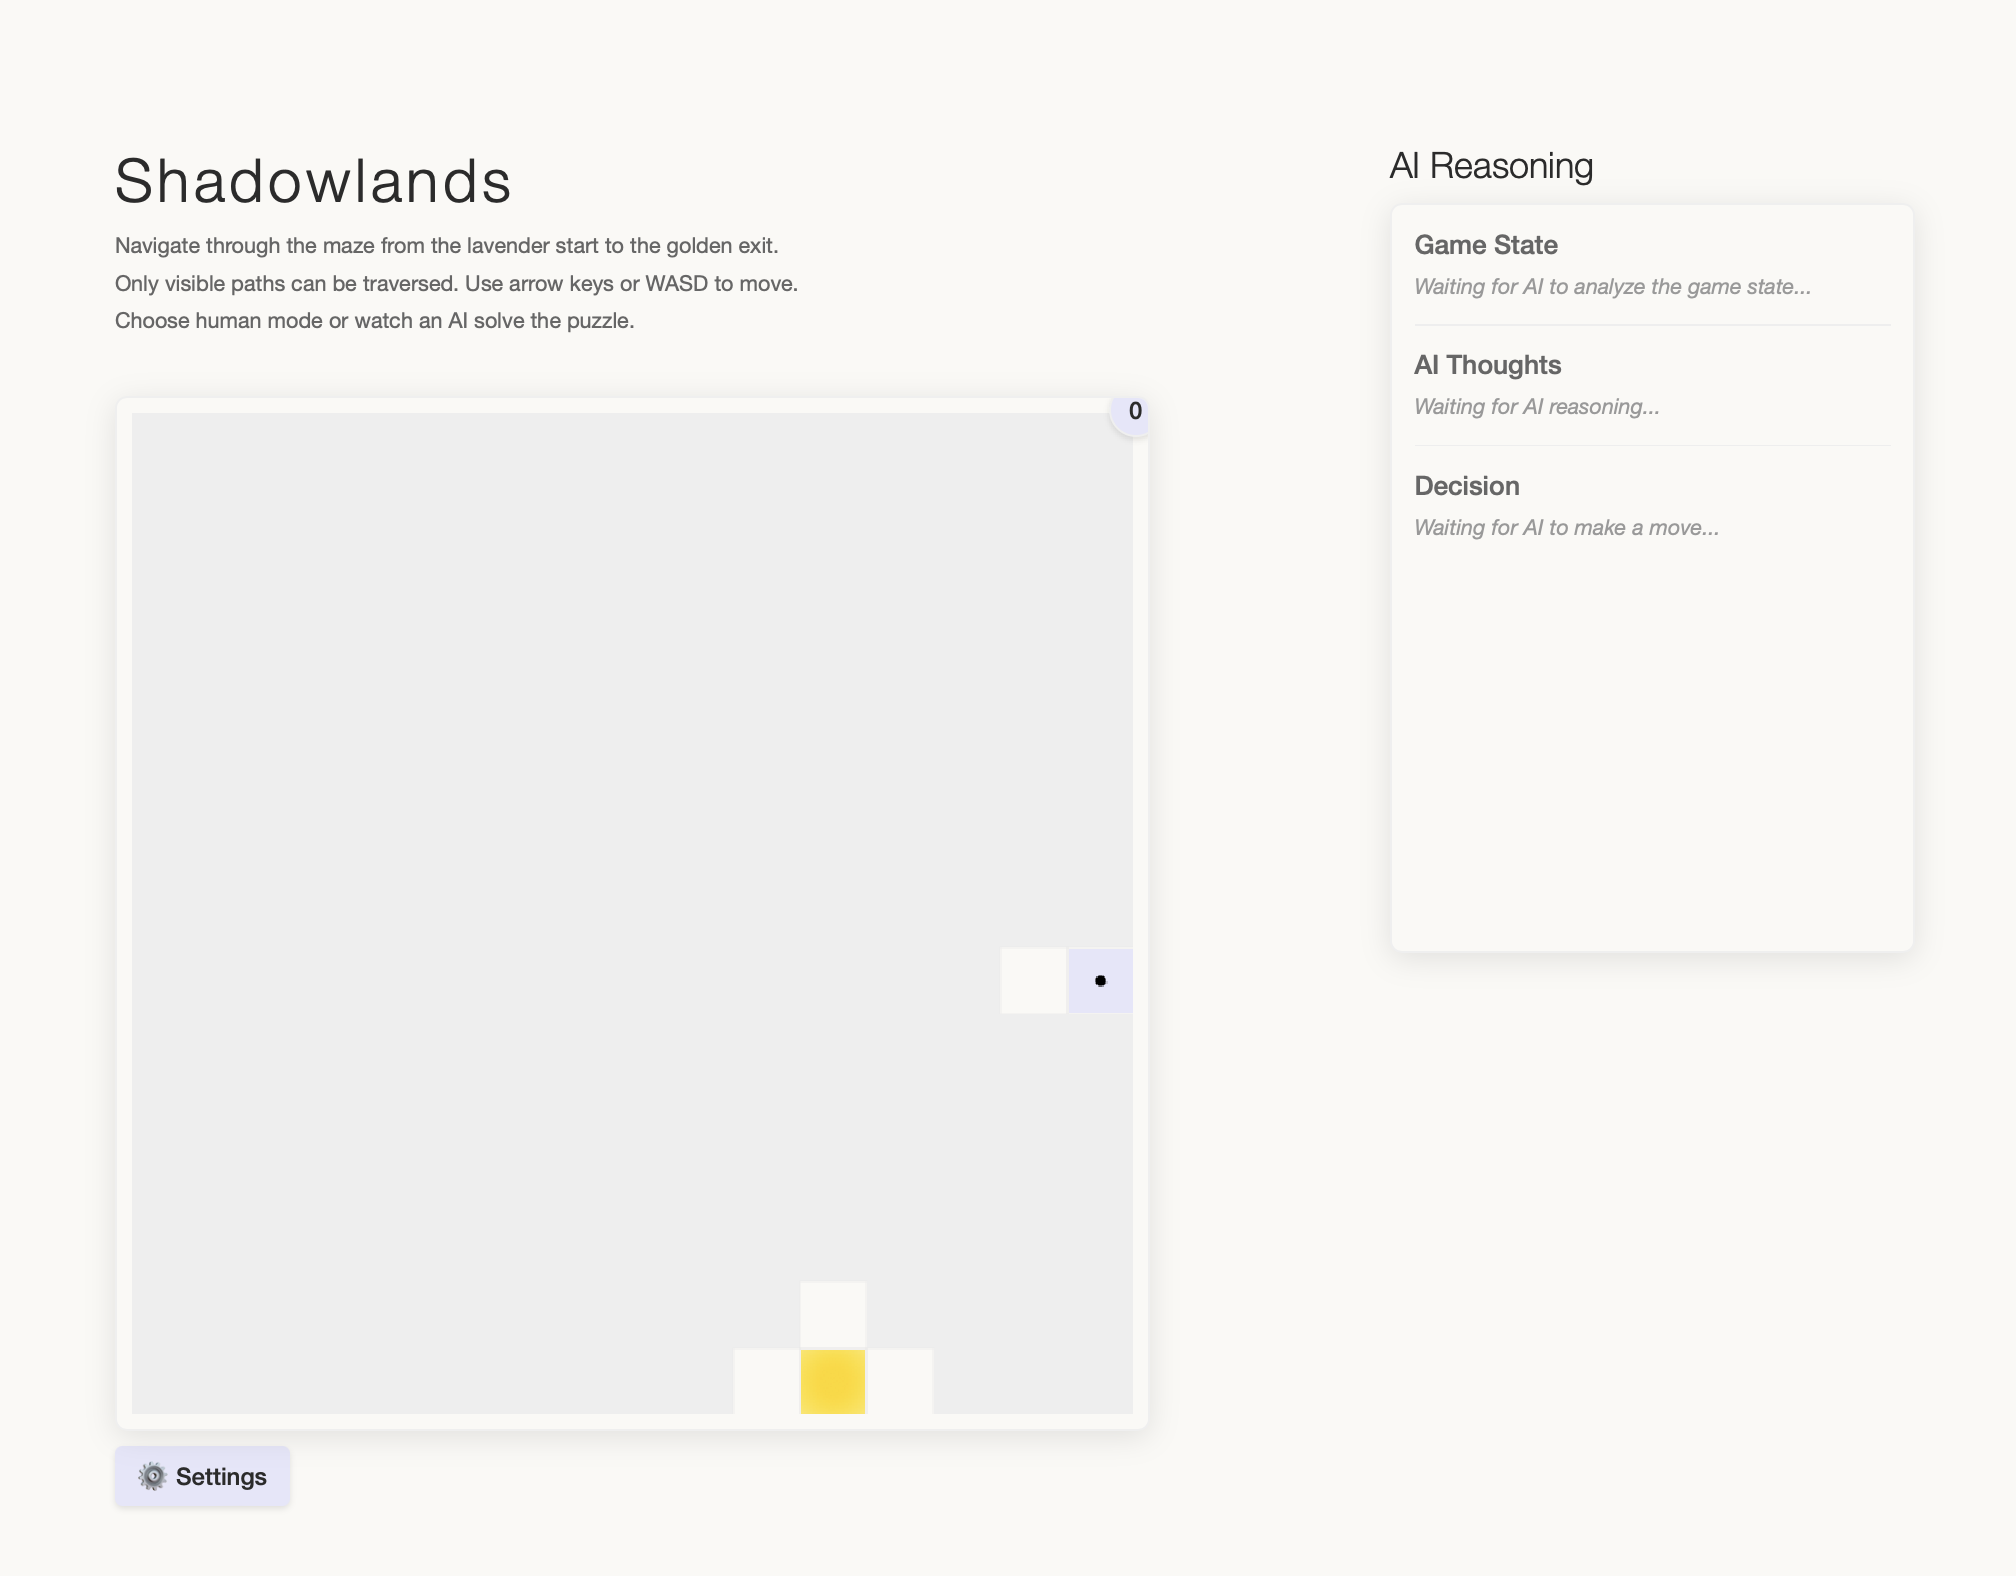 Shadowlands
Navigate through the maze from the lavender start to the golden exit.
Only visible paths can be traversed. Use arrow keys or WASD to move.
Choose human mode or watch an AI solve the puzzle.
0
Settings
AI Reasoning
Game State
Waiting for AI to analyze the game state...
AI Thoughts
Waiting for AI reasoning...
Decision
Waiting for AI to make a move...